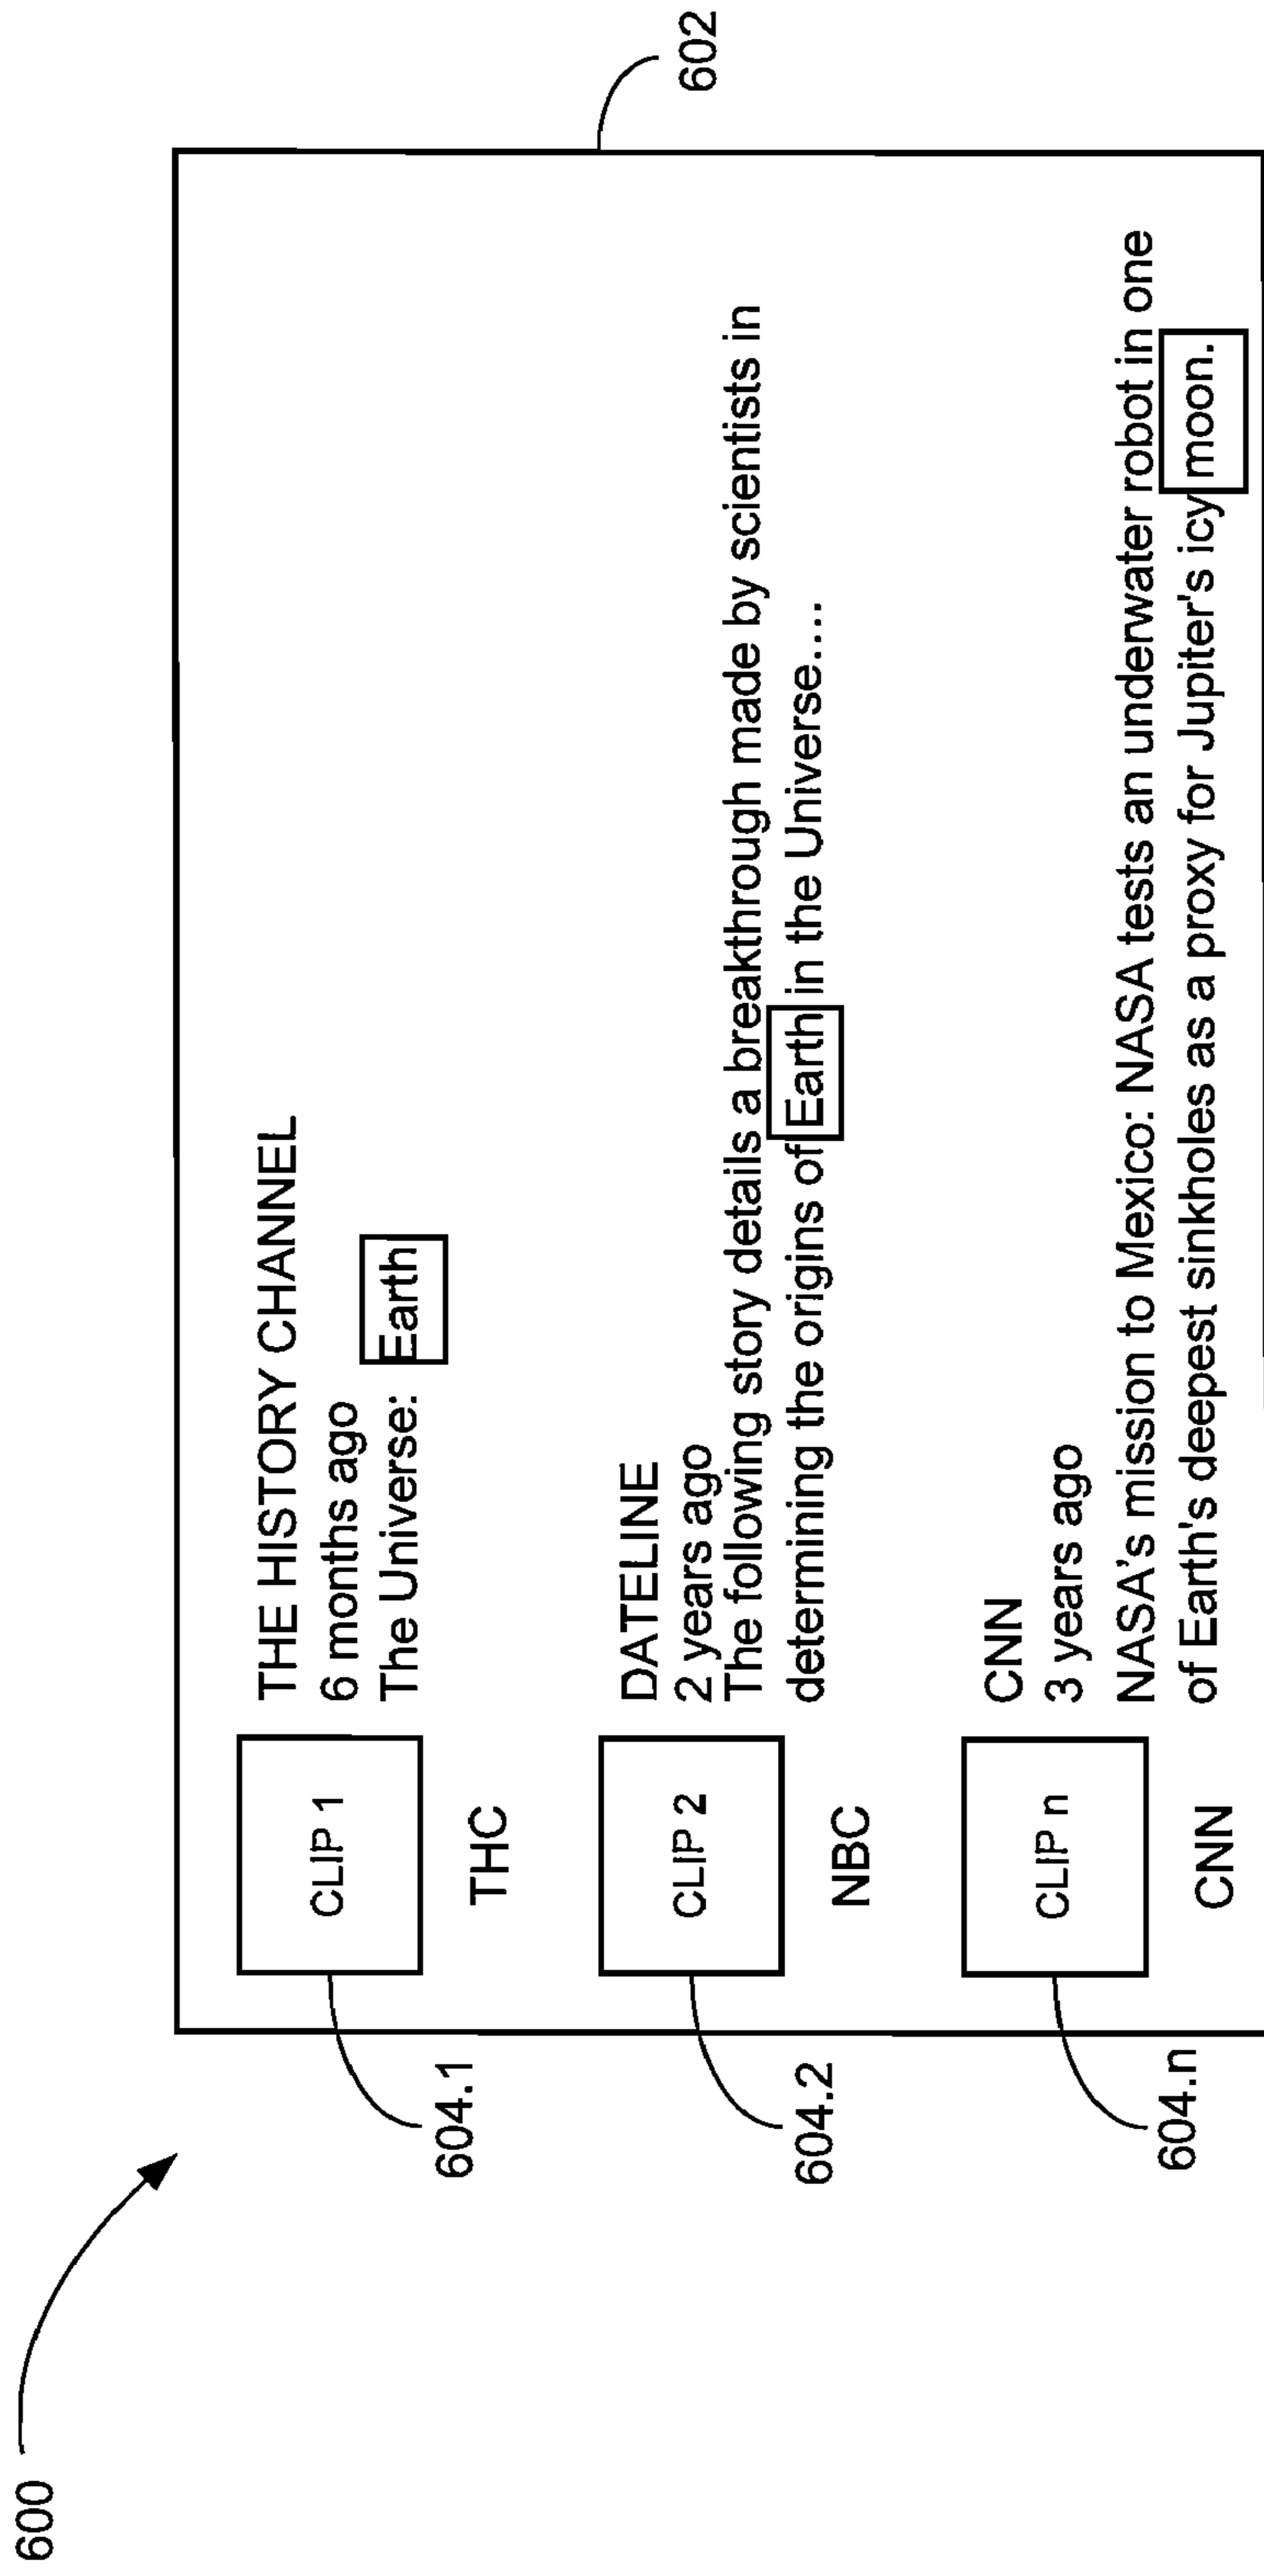 600
602
604.1
CLIP 1
THC
THE HISTORY CHANNEL
6 months ago
The Universe: Earth
604.2
CLIP 2
NBC
DATELINE
2 years ago
The following story details a breakthrough made by scientists in
determining the origins of Earth in the Universe....
604.n
CLIP n
CNN
CNN
3 years ago
NASA's mission to Mexico: NASA tests an underwater robot in one
of Earth's deepest sinkholes as a proxy for Jupiter's icy moon.